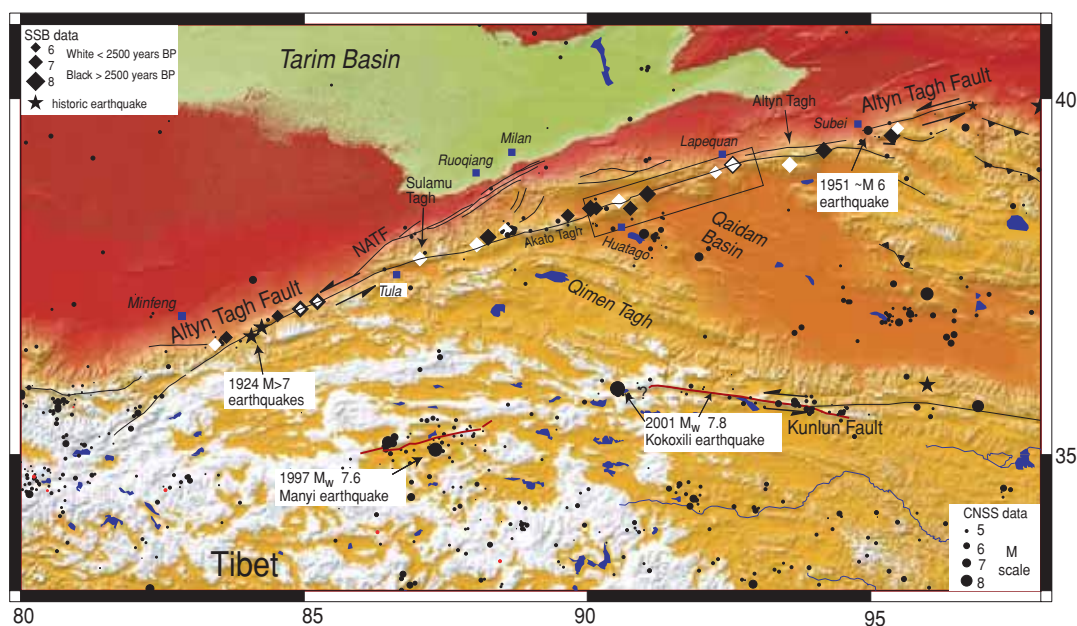 SSB data
6 White < 2500 years BP
7
Black > 2500 years BP
8
historic earthquake
Tarim Basin
Altyn Tagh Fault
40
Altyn Tagh
Subei
Lapequan
Milan
Ruoqiang
Sulamu
Tagh
1951 ~M 6
earthquake
NATF
Akato Tagh
Huatago
Qaidam
Basin
Tula
Qimen Tagh
Minfeng
Altyn Tagh Fault
1924 M>7
earthquakes
?
2001 Mw 7.8
Kokoxili earthquake
Kunlun Fault
1997 Mw 7.6
Manyi earthquake
35
Tibet
CNSS data
5
6 M
7 scale
8
80 85 90 95